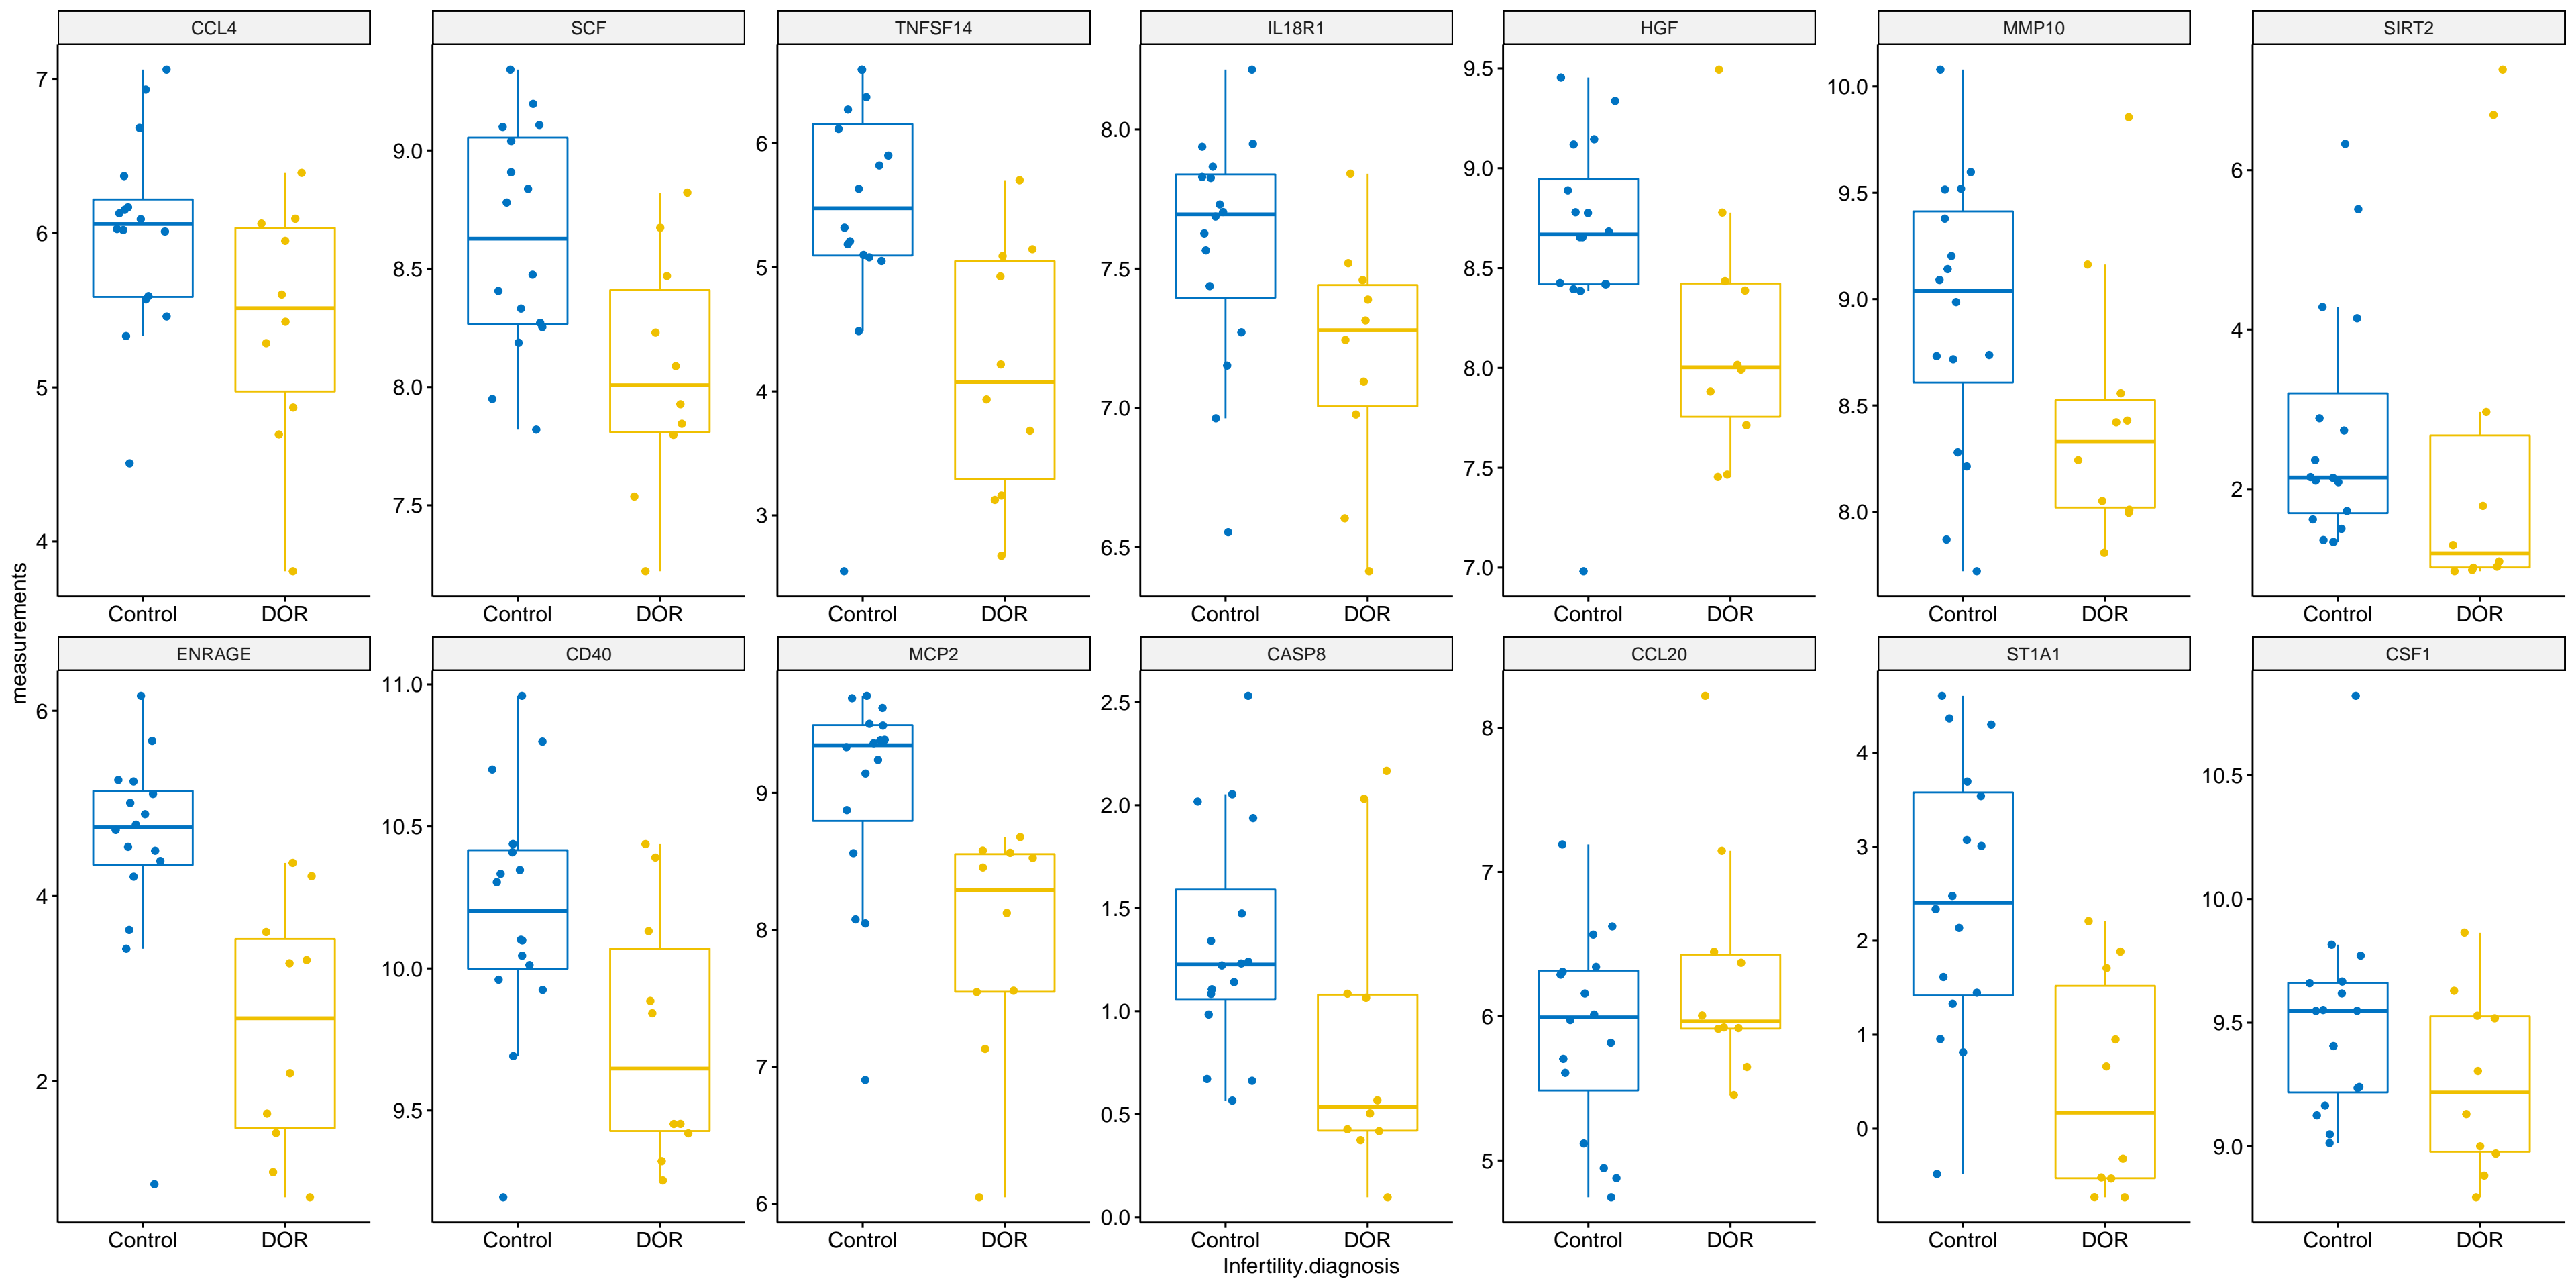 CCL4 SCF TNFSF14 IL18R1 HGF MMP10 SIRT2
7 9.0 6 8.0 9.5 10.0 6
6 8.5 5 7.5 9.0 9.5 4
5 8.0 4 7.0 8.5 9.0 2
4 7.5 3 6.5 8.0 8.5
7.5 8.0
7.0
Control DOR Control DOR Control DOR Control DOR Control DOR Control DOR Control DOR
measurements
ENRAGE CD40 MCP2 CASP8 CCL20 ST1A1 CSF1
6 11.0 9 2.5 8 4 10.5
4 10.5 8 2.0 7 3 10.0
2 10.0 7 1.5 6 2 9.5
9.5 6 1.0 5 1 9.0
0.5 0
0.0
Control DOR Control DOR Control DOR Control DOR Control DOR Control DOR Control DOR
Infertility.diagnosis